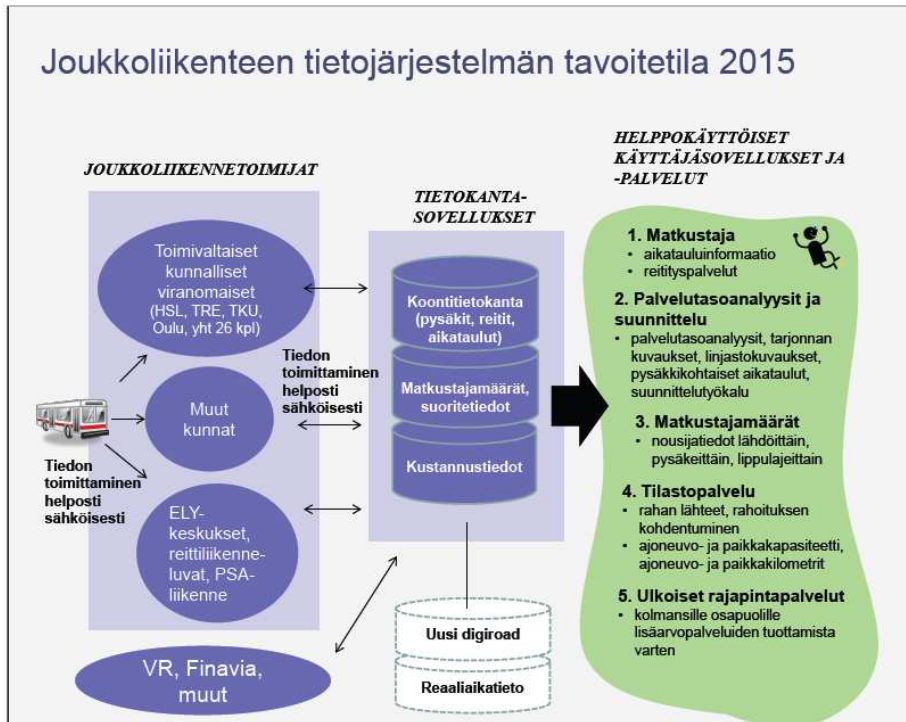 Joukkoliikenteen tietojärjestelmän tavoitetila 2015
JOUKKOLIIKENNETOIMIJAT
Toimivaltaiset
kunnalliset
viranomaiset
(HSL, TRE, TKU,
Oulu, yht 26 kpl)
Muut
kunnat
ELY-
keskukset,
reittiliikenne-
luvat, PSA-
liikenne
VR, Finavia,
muut
Tiedon
toimittaminen
helposti
sähköisesti
Tiedon
toimittaminen
helposti
sähköisesti
TIETOKANTA-
SOVELLUKSET
Koontitietokanta
(pysäkit, reitit,
aikataulut)
Matkustajamäärät,
suoritetiedot
Kustannustiedot
Uusi digiroad
Reaaliaikatieto
HELPPOKÄYTTÖISET
KÄYTTÄJÄSOVELLUKSET JA
-PALVELUT
1. Matkustaja
• aikatauluinformaatio
• reitityspalvelut
2. Palvelutasoanalyysit ja
suunnittelu
• palvelutasoanalyysit, tarjonnan
kuvaukset, linjastokuvaukset,
pysäkkikohtaiset aikataulut,
suunnittelutyökalu
3. Matkustajamäärät
• nousijatiedot lähdöittäin,
pysäkeittäin, lippulajeittain
4. Tilastopalvelu
• rahan lähteet, rahoituksen
kohdentuminen
• ajoneuvo- ja paikkakapasiteetti,
ajoneuvo- ja paikkakilometrit
5. Ulkoiset rajapintapalvelut
• kolmansille osapuolille
lisäarvopalveluiden tuottamista
varten